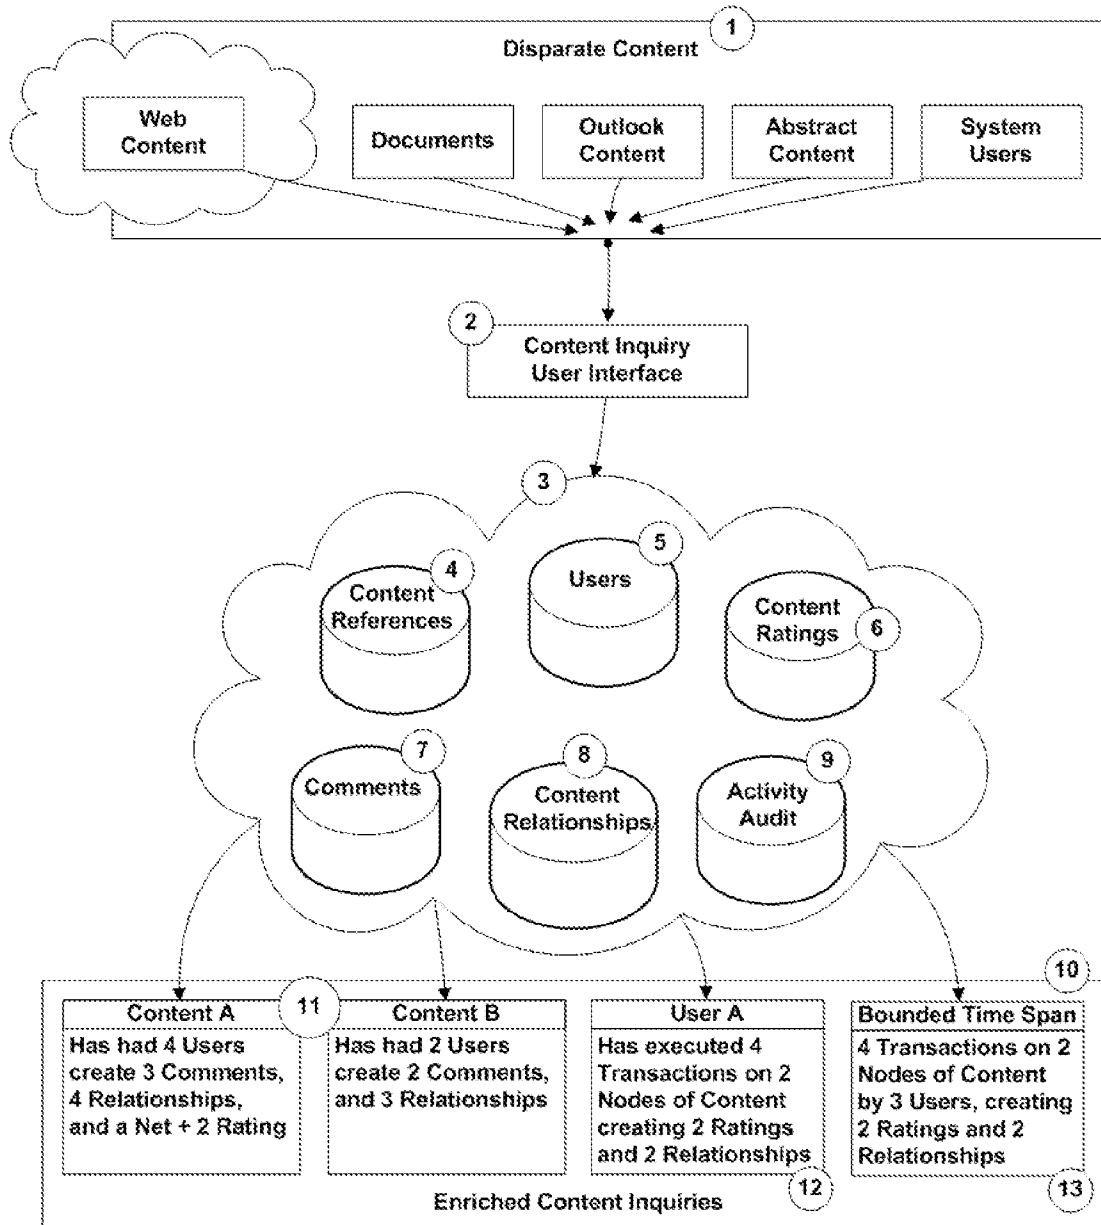 1
Disparate Content
Web
Content
Documents
Outlook
Content
Abstract
Content
System
Users
2
Content Inquiry
User Interface
3
4
Content
References
5
Users
Content
Ratings
6
7
Comments
8
Content
Relationships
9
Activity
Audit
10
Content A
11
Has had 4 Users
create 3 Comments,
4 Relationships,
and a Net + 2 Rating
Content B
Has had 2 Users
create 2 Comments,
and 3 Relationships
User A
Has executed 4
Transactions on 2
Nodes of Content
creating 2 Ratings
and 2 Relationships
12
Bounded Time Span
4 Transactions on 2
Nodes of Content
by 3 Users, creating
2 Ratings and 2
Relationships
13
Enriched Content Inquiries